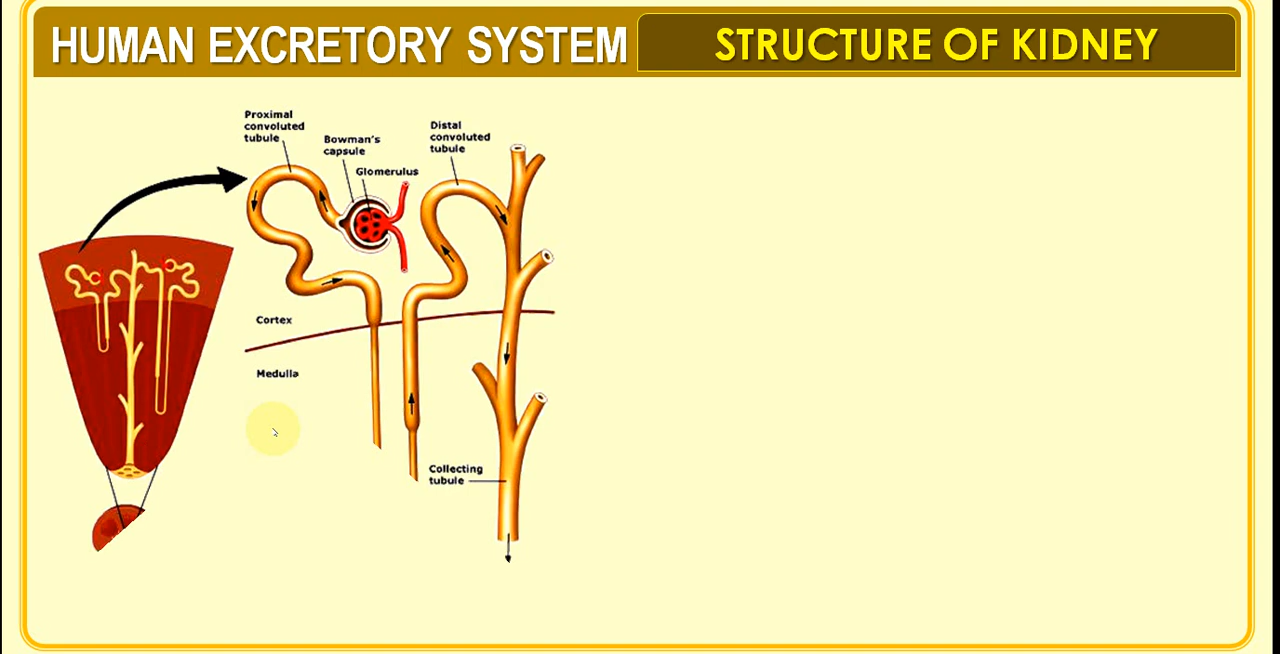 HUMAN EXCRETORY SYSTEM
STRUCTURE OF KIDNEY
Proximal
convoluted
tubule
Bowman's
capsule
Glomerulus
Distal
convoluted
tubule
Cortex
Medulla
Collecting
tubule